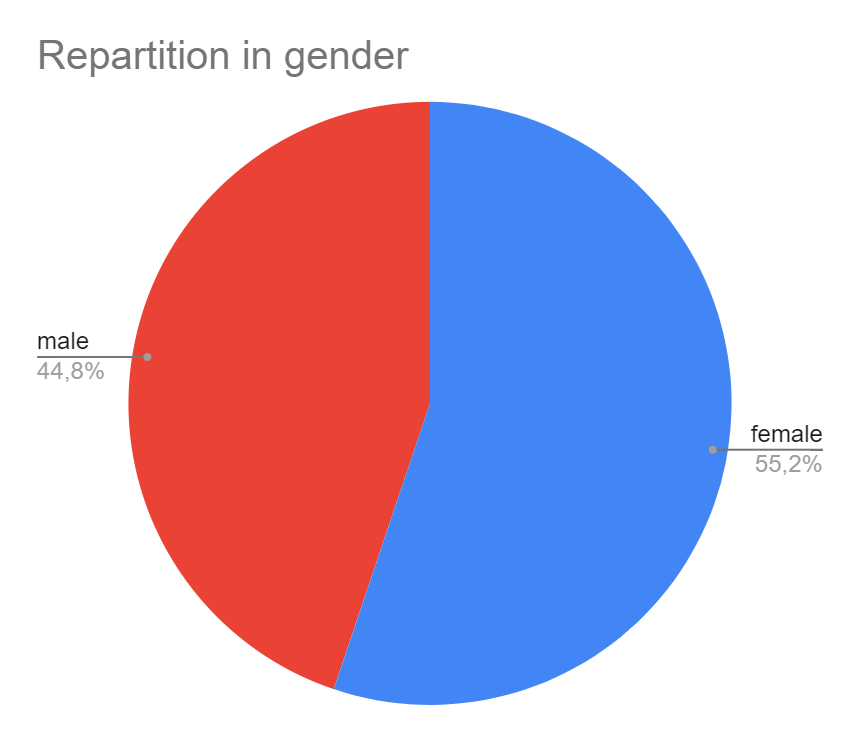 Repartition in gender
male
44,8%
female
55,2%